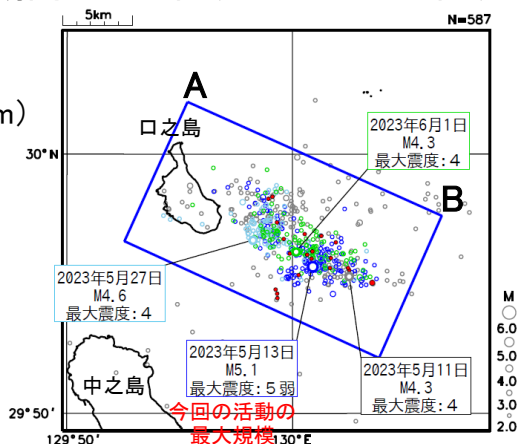 5km
N=587
m)
A
口之島
2023年6月1日
M4.3
最大震度:4
30°N
B
2023年5月27日
M4.6
最大震度:4
M
6.0
5.0
4.0
3.0
2.0
2023年5月13日
M5.1
最大震度:5弱
2023年5月11日
M4.3
最大震度:4
中之島
今回の活動の
最大規模
29°50'
129°50'
130°E